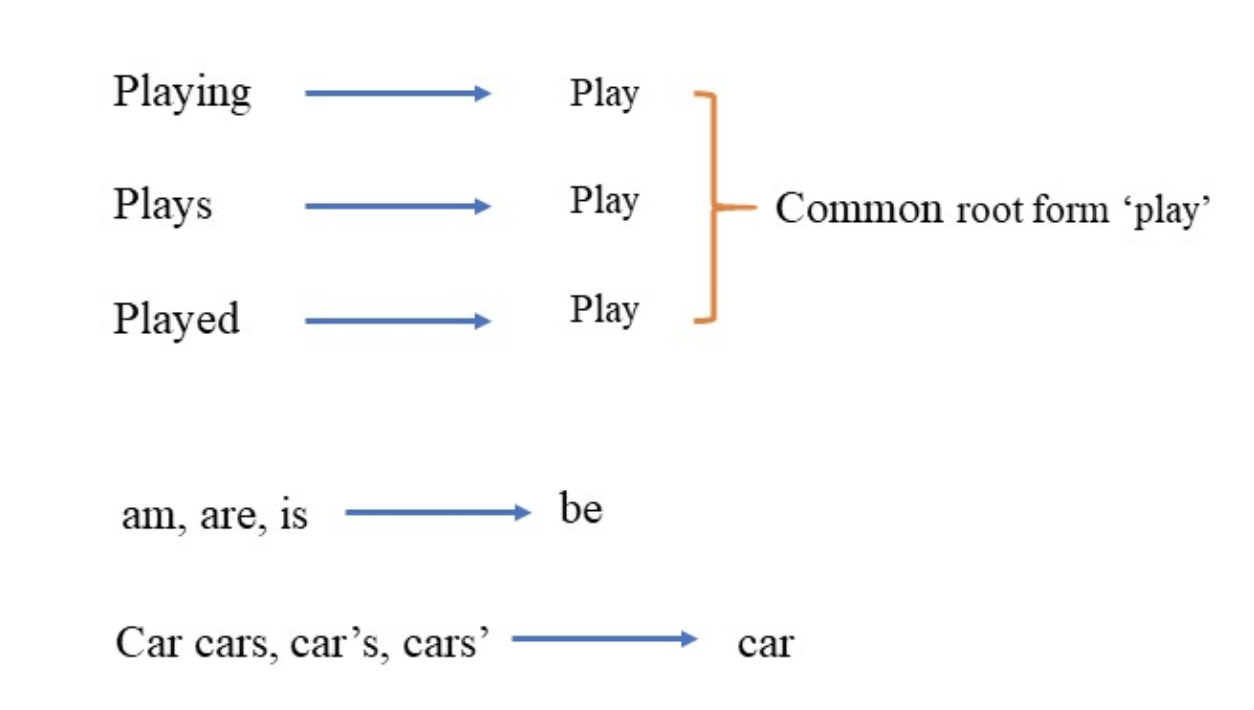 Playing Play
Plays Play Common root form ‘play’
Played Play
am, are, is be
Car cars, car’s, cars’ car